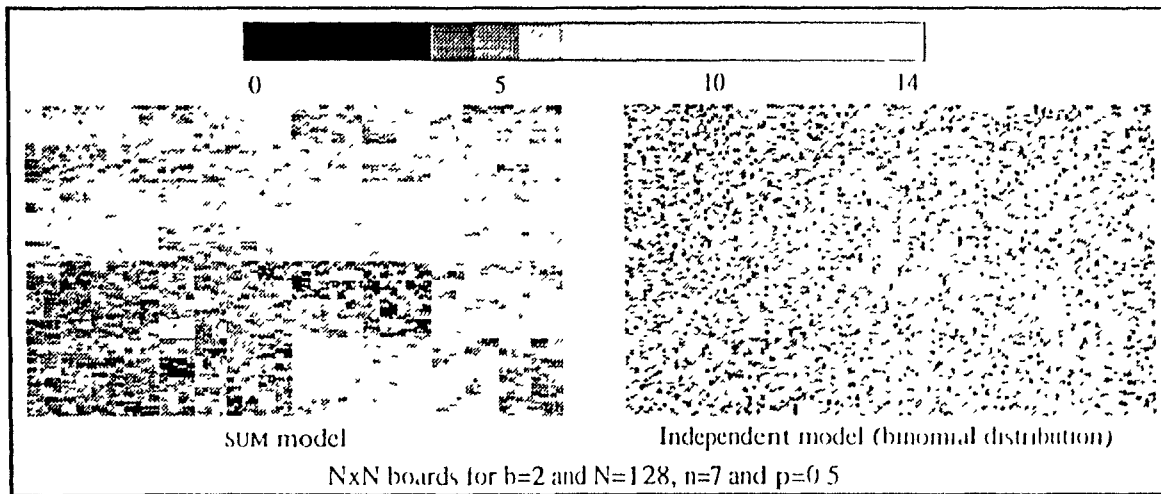 0 5 10 14
SUM model Independent model (binomial distribution)
NxN boards for b=2 and N=128, n=7 and p=0 5